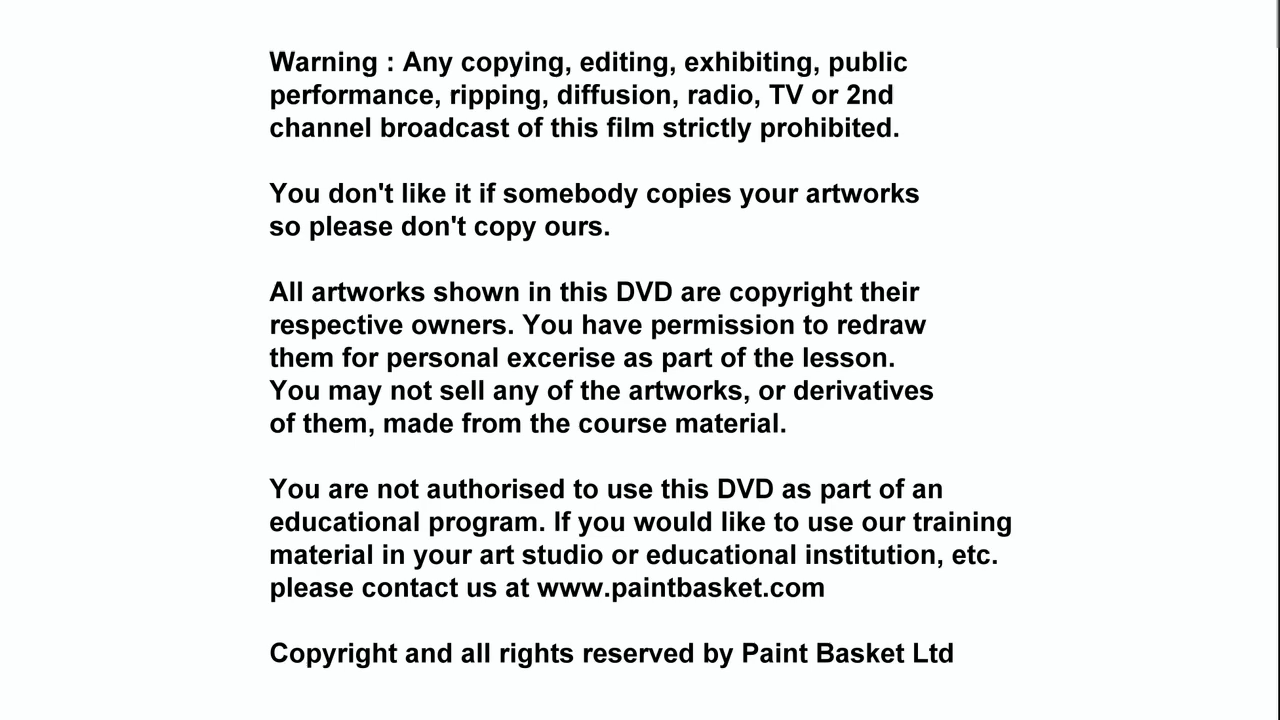 Warning : Any copying, editing, exhibiting, public
performance, ripping, diffusion, radio, TV or 2nd
channel broadcast of this film strictly prohibited.
You don't like it if somebody copies your artworks
so please don't copy ours.
All artworks shown in this DVD are copyright their
respective owners. You have permission to redraw
them for personal excerise as part of the lesson.
You may not sell any of the artworks, or derivatives
of them, made from the course material.
You are not authorised to use this DVD as part of an
educational program. If you would like to use our training
material in your art studio or educational institution, etc.
please contact us at www.paintbasket.com
Copyright and all rights reserved by Paint Basket Ltd